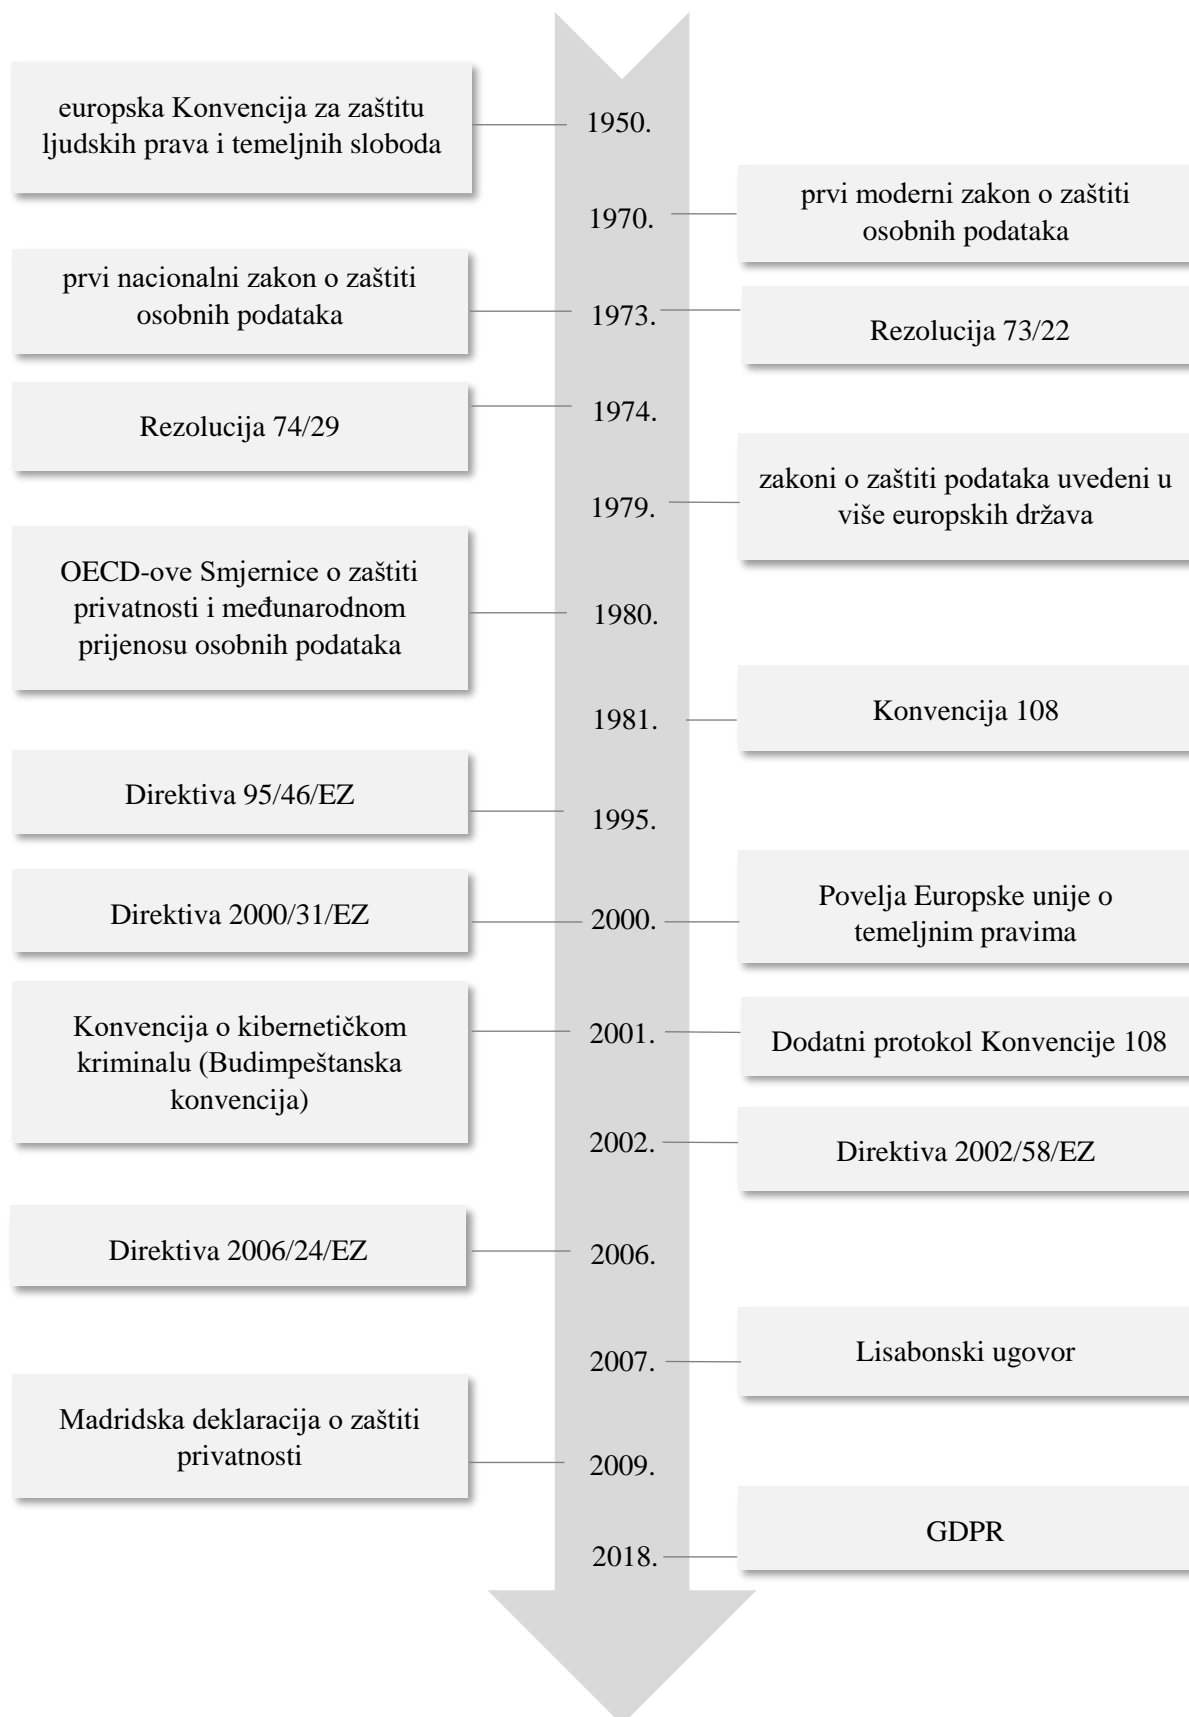 europska Konvencija za zaštitu
ljudskih prava i temeljnih sloboda
1950.
prvi moderni zakon o zaštiti
osobnih podataka
1970.
prvi nacionalni zakon o zaštiti
osobnih podataka
1973.
Rezolucija 73/22
Rezolucija 74/29
1974.
zakoni o zaštiti podataka uvedeni u
više europskih država
1979.
OECD-ove Smjernice o zaštiti
privatnosti i međunarodnom
prijenosu osobnih podataka
1980.
Konvencija 108
1981.
Direktiva 95/46/EZ
1995.
Direktiva 2000/31/EZ
2000.
Povelja Europske unije o
temeljnim pravima
Konvencija o kibernetičkom
kriminalu (Budimpeštanska
konvencija)
2001.
Dodatni protokol Konvencije 108
2002.
Direktiva 2002/58/EZ
Direktiva 2006/24/EZ
2006.
Lisabonski ugovor
2007.
Madridska deklaracija o zaštiti
privatnosti
2009.
GDPR
2018.